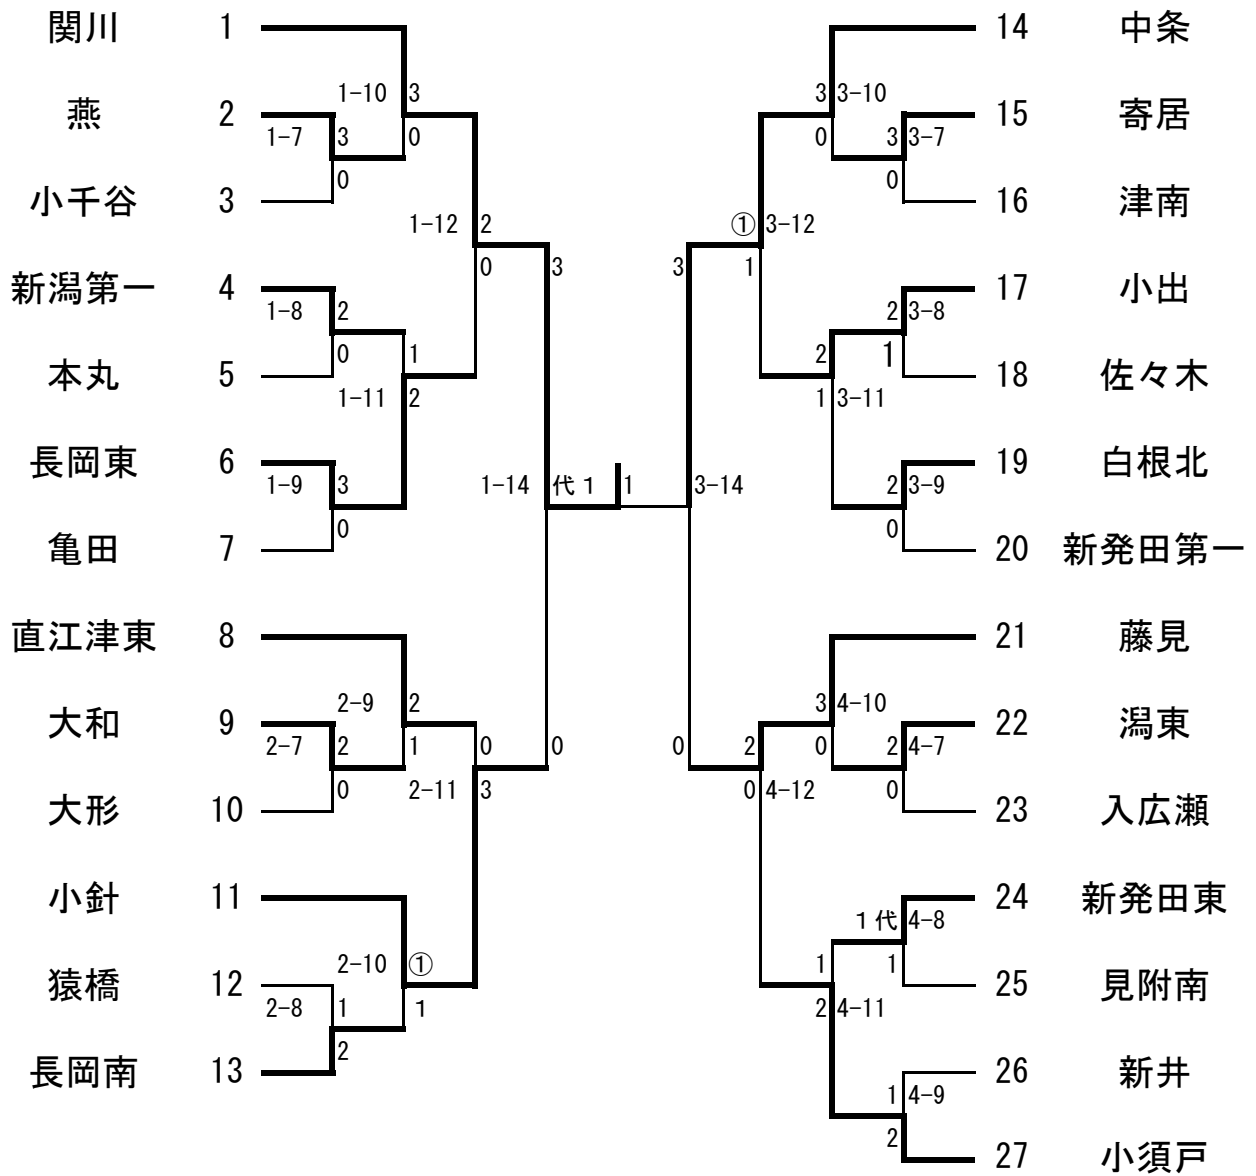 関川 1 14 中条
1-10 3 3 3-10
燕 2 15 寄居
1-7 3 0 0 3 3-7
0 0
小千谷 3 16 津南
1-12 2 ① 3-12
0 3 3 1
新潟第一 4 17 小出
1-8 2 2 3-8
0 1 2 1
本丸 5 18 佐々木
1-11 2 1 3-11
長岡東 6 19 白根北
1-9 3 1-14 代 1 1 3-14 2 3-9
0 0
亀田 7 20 新発田第一
直江津東 8 21 藤見
2-9 2 3 4-10
大和 9 22 潟東
2-7 2 1 0 0 0 2 0 2 4-7
0 2-11 3 0 4-12 0
大形 10 23 入広瀬
小針 11 24 新発田東
1 代 4-8
2-10 ① 1 1
猿橋 12 25 見附南
2-8 1 1 2 4-11
2
長岡南 13 26 新井
1 4-9
2
27 小須戸